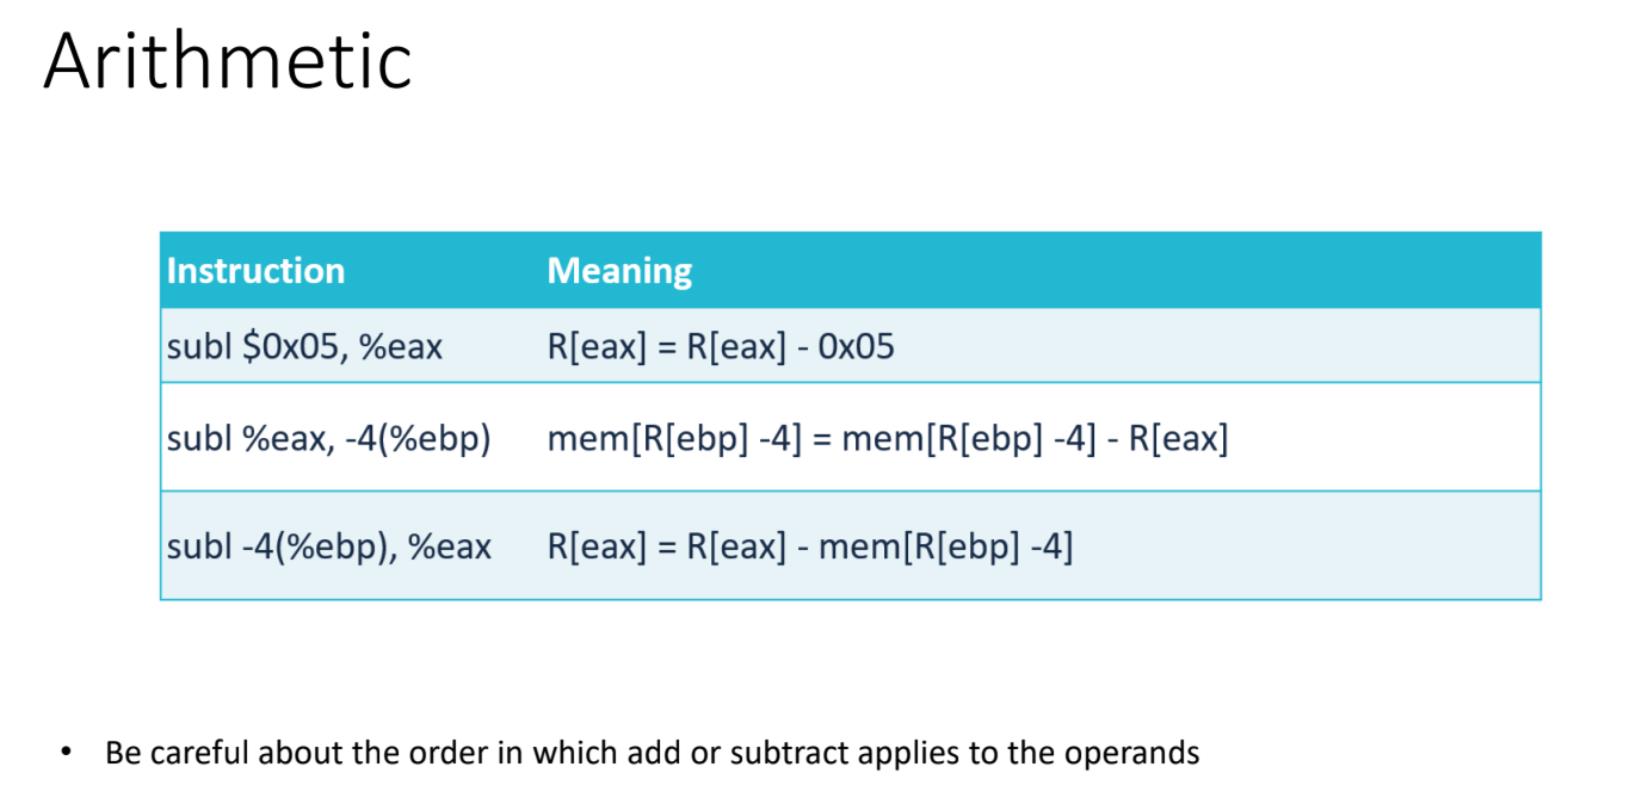 Arithmetic
Instruction Meaning
subl $0x05, %eax R[eax] = R[eax] - 0x05
subl %eax, -4(%ebp) mem[R[ebp] -4] = mem[R[ebp] -4] - R[eax]
subl -4(%ebp), %eax R[eax] = R[eax] - mem[R[ebp] -4]
• Be careful about the order in which add or subtract applies to the operands